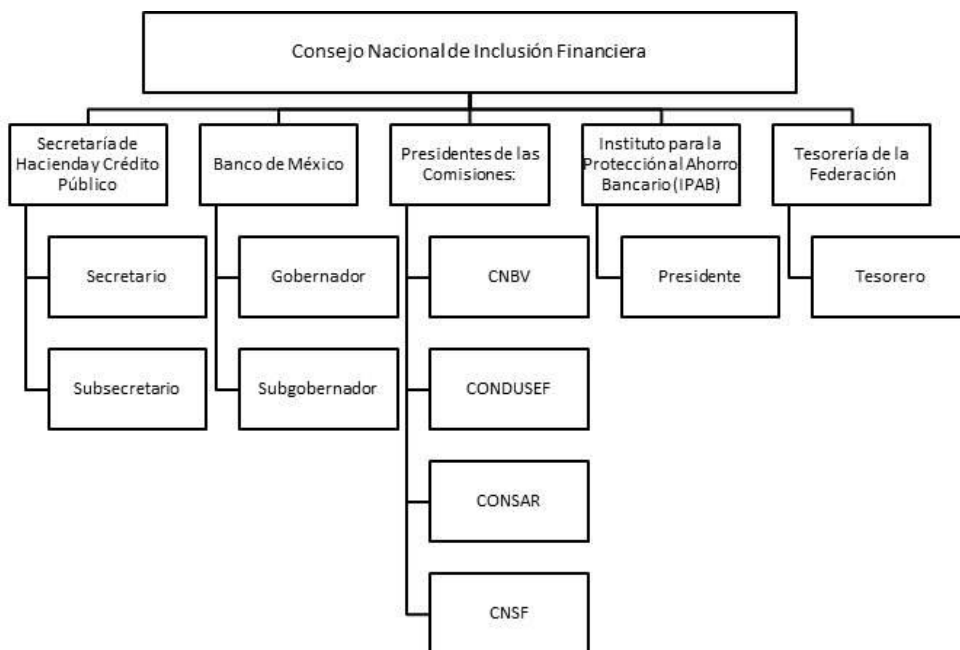 Consejo Nacional de Inclusión Financiera
Secretaría de
Hacienda y Crédito
Público
Banco de México
Presidentes de las
Comisiones:
Instituto para la
Protección al Ahorro
Bancario (IPAB)
Tesorería de la
Federación
Secretario
Gobernador
CNBV
Presidente
Tesorero
Subsecretario
Subgobernador
CONDUSEF
CONSAR
CNSF